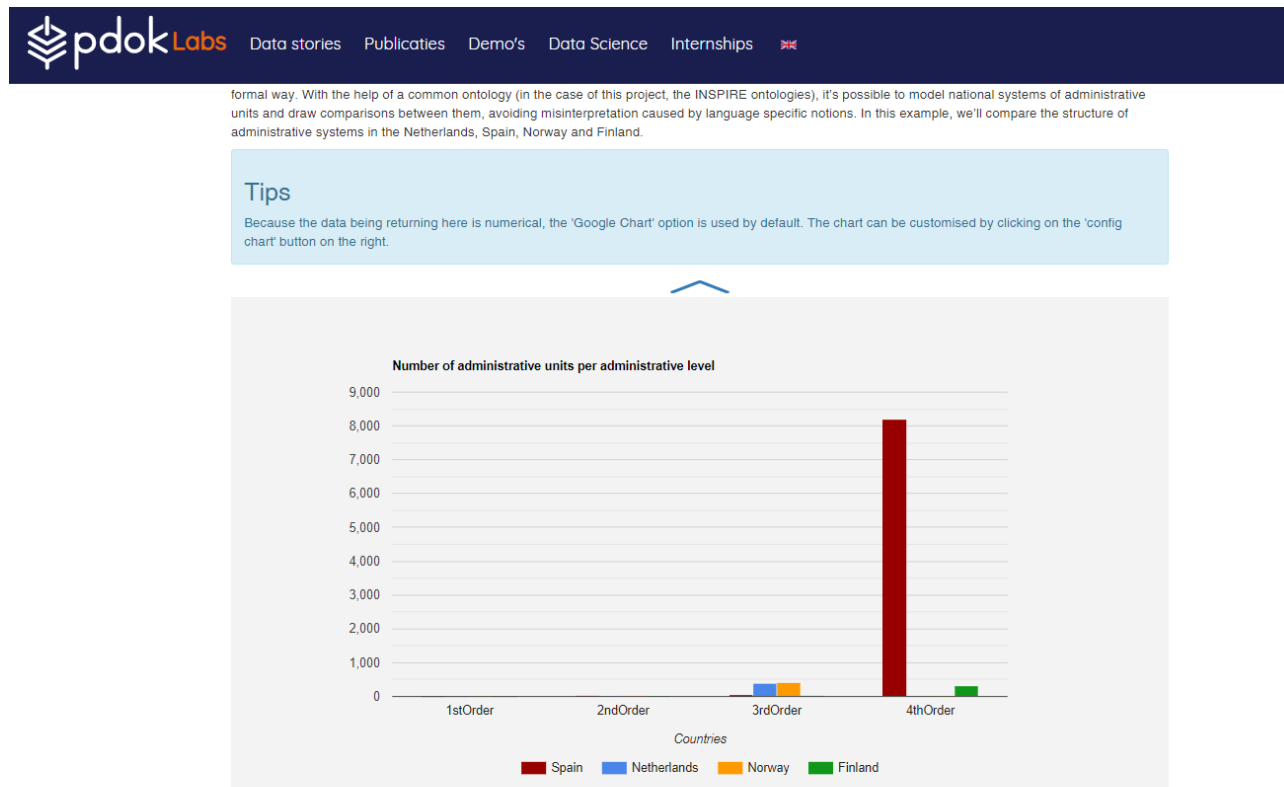 pdok Labs Data stories Publicaties Demo's Data Science Internships
formal way. With the help of a common ontology (in the case of this project, the INSPIRE ontologies), it's possible to model national systems of administrative
units and draw comparisons between them, avoiding misinterpretation caused by language specific notions. In this example, we'll compare the structure of
administrative systems in the Netherlands, Spain, Norway and Finland.
Tips
Because the data being returning here is numerical, the 'Google Chart' option is used by default. The chart can be customised by clicking on the 'config
chart' button on the right.
Number of administrative units per administrative level
9,000
8,000
7,000
6,000
5,000
4,000
3,000
2,000
1,000
0
1stOrder 2ndOrder 3rdOrder 4thOrder
Countries
Spain Netherlands Norway Finland